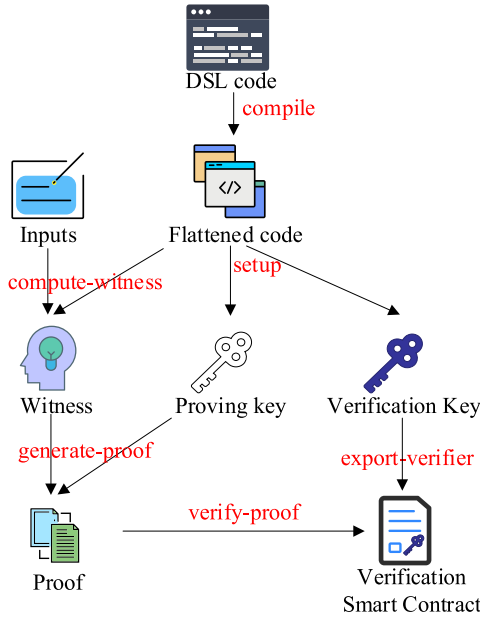 DSL code
compile
Inputs
Flattened code
compute-witness
setup
Witness
Proving key
Verification Key
generate-proof
export-verifier
verify-proof
Proof
Verification
Smart Contract